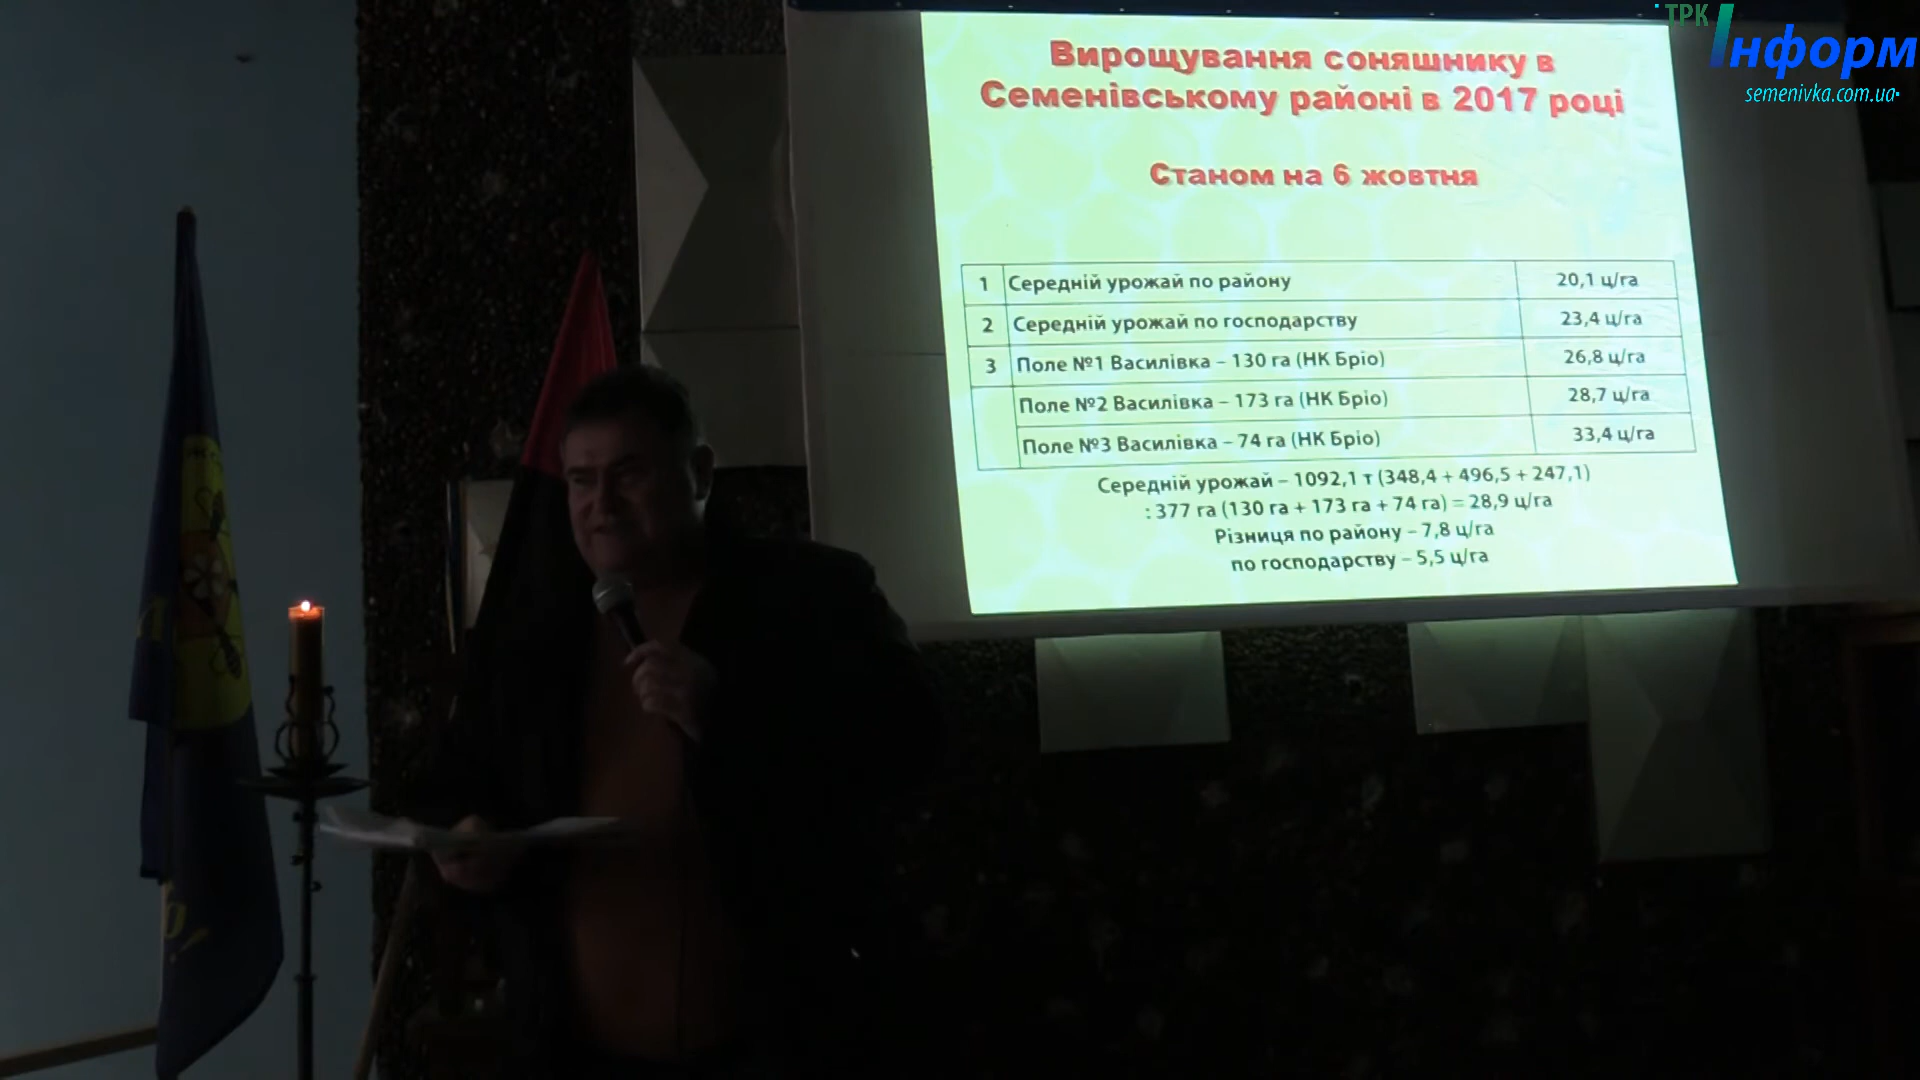 ТРК
Інформ
semenivka.com.ua
Вирощування соняшнику в
Семенівському районі в 2017 році
Станом на 6 жовтня
1 Середній урожай по району 20,1 ц/га
2 Середній урожай по господарству 23,4 ц/га
3 Поле №1 Василівка – 130 га (НК Бріо) 26,8 ц/га
Поле №2 Василівка – 173 га (НК Бріо) 28,7 ц/га
Поле №3 Василівка – 74 га (НК Бріо) 33,4 ц/га
Середній урожай – 1092,1 т (348,4 + 496,5 + 247,1)
: 377 га (130 га + 173 га + 74 га) = 28,9 ц/га
Різниця по району – 7,8 ц/га
по господарству – 5,5 ц/га